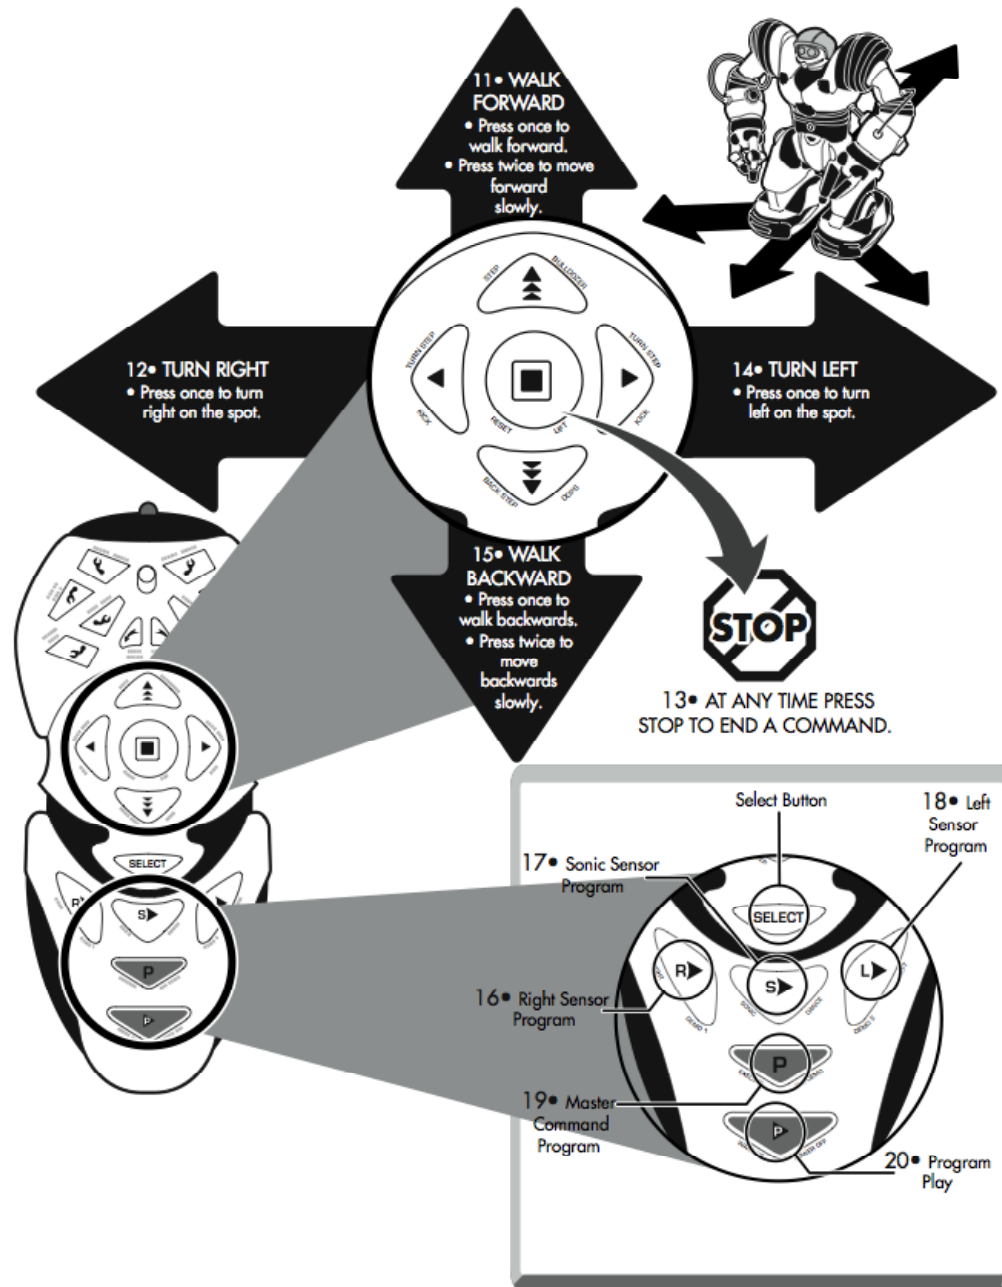 11• WALK
FORWARD
• Press once to
walk forward.
• Press twice to move
forward
slowly.
STEP
BULLDOZER
TURN STEP
TURN STEP
KICK
KICK
RESET
LIFT
BACK STEP
12• TURN RIGHT
• Press once to turn
right on the spot.
14• TURN LEFT
• Press once to turn
left on the spot.
15• WALK
BACKWARD
• Press once to
walk backwards.
• Press twice to
move
backwards
slowly.
STOP
13• AT ANY TIME PRESS
STOP TO END A COMMAND.
SELECT
R
S
P
P
Select Button
18• Left
Sensor
Program
17• Sonic Sensor
Program
SELECT
R
S
L
SONIC
DANCE
DEMO 1
DEMO 2
16• Right Sensor
Program
P
19• Master
Command
Program
P
20• Program
Play